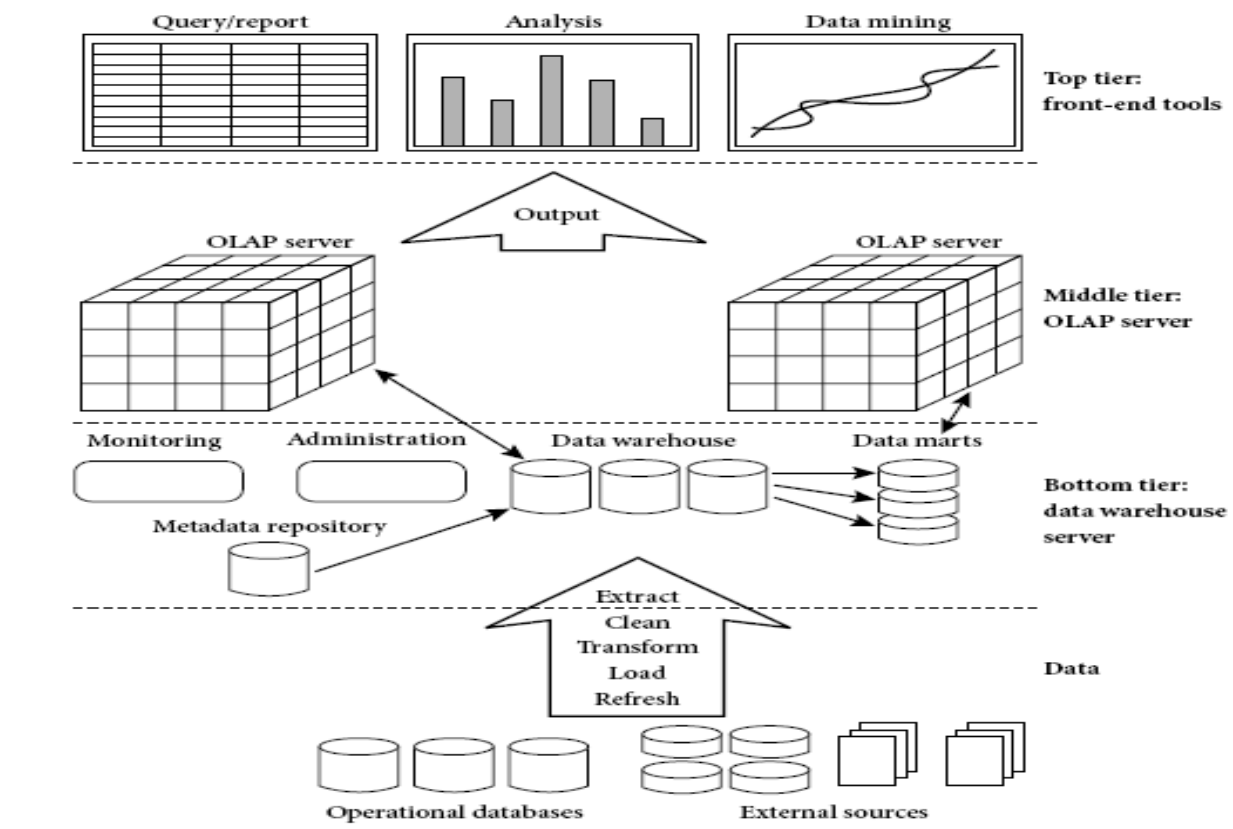 Query/report
Analysis
Data mining
Top tier:
front-end tools
Output
OLAP server
OLAP server
Middle tier:
OLAP server
Monitoring
Administration
Data warehouse
Data marts
Metadata repository
Bottom tier:
data warehouse
server
Extract
Clean
Transform
Load
Refresh
Data
Operational databases
External sources